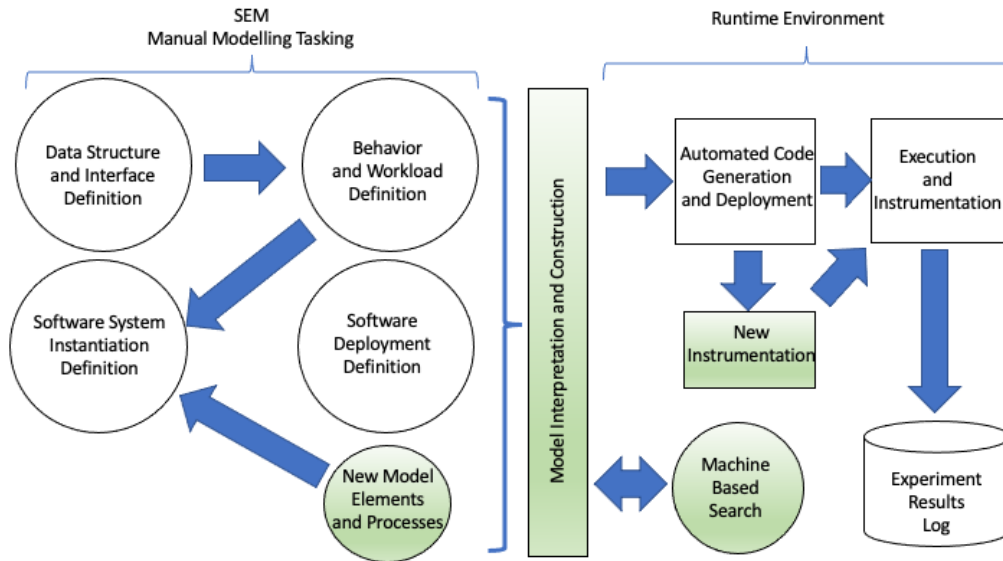 SEM
Manual Modelling Tasking
Runtime Environment
Data Structure
and Interface
Definition
Behavior
and Workload
Definition
Software System
Instantiation
Definition
Software
Deployment
Definition
New Model
Elements
and Processes
Model Interpretation and Construction
Automated Code
Generation
and Deployment
Execution
and
Instrumentation
New
Instrumentation
Machine
Based
Search
Experiment
Results
Log